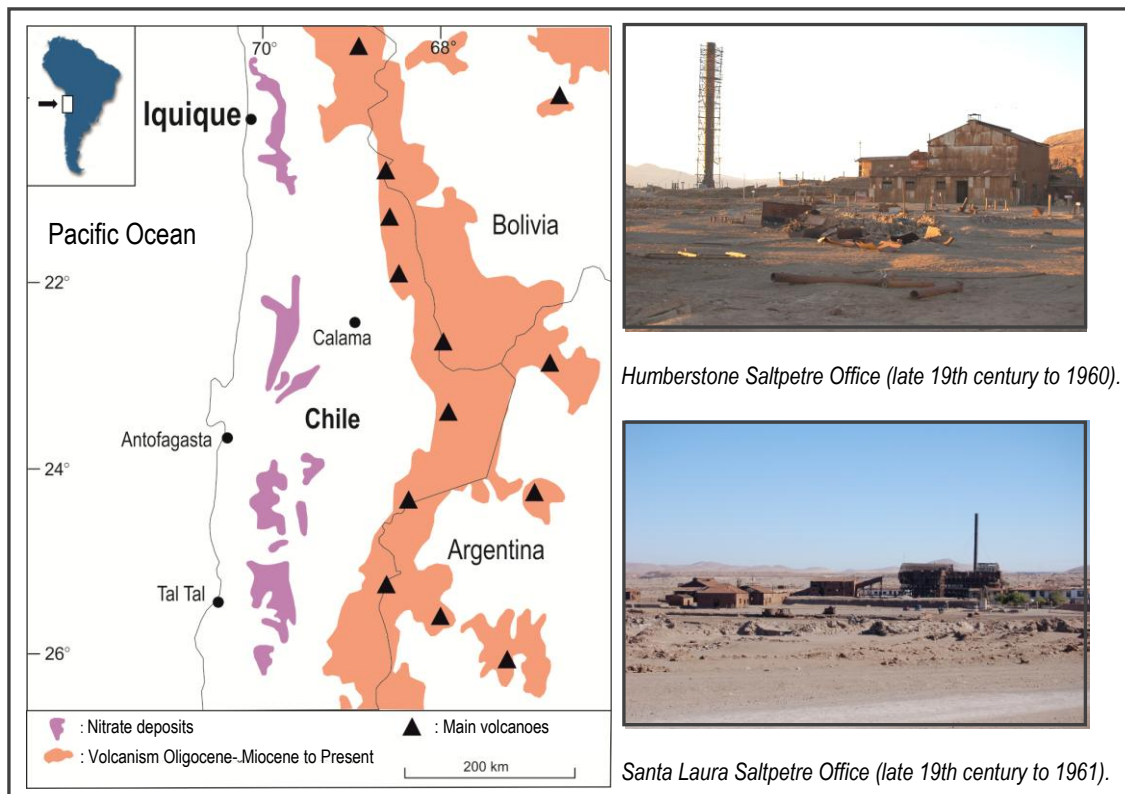 70°
68°
Iquique
Pacific Ocean
Bolivia
22°
Calama
Chile
Antofagasta
24°
Argentina
Tal Tal
26°
: Nitrate deposits
: Main volcanoes
: Volcanism Oligocene- Miocene to Present
200 km
Humberstone Saltpetre Office (late 19th century to 1960).
Santa Laura Saltpetre Office (late 19th century to 1961).